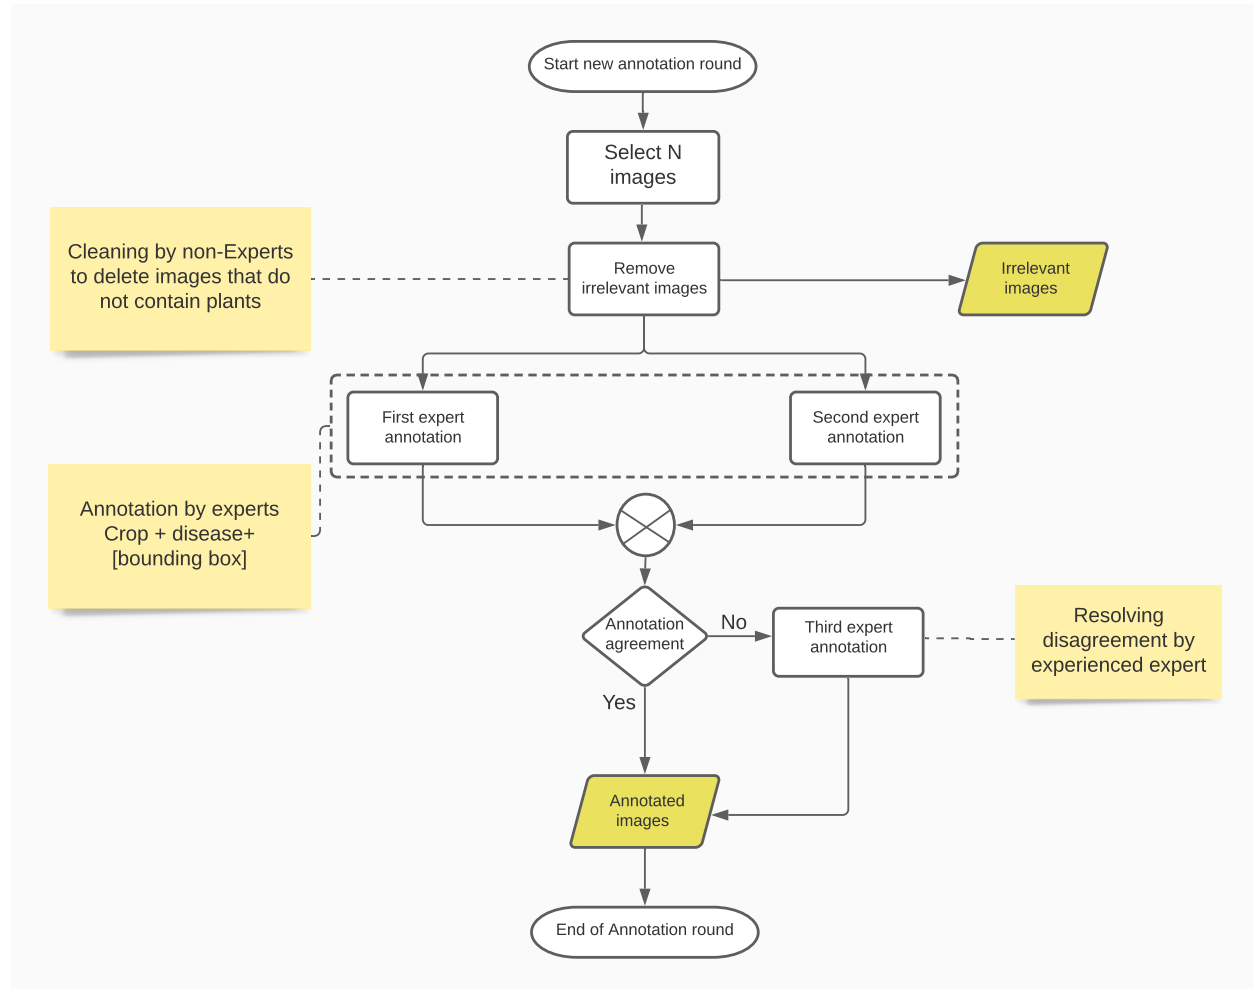 Start new annotation round
Select N
images
Cleaning by non-Experts
to delete images that do
not contain plants
Remove
irrelevant images
Irrelevant
images
First expert
annotation
Second expert
annotation
Annotation by experts
Crop + disease+
[bounding box]
Annotation
agreement
No
Third expert
annotation
Resolving
disagreement by
experienced expert
Yes
Annotated
images
End of Annotation round